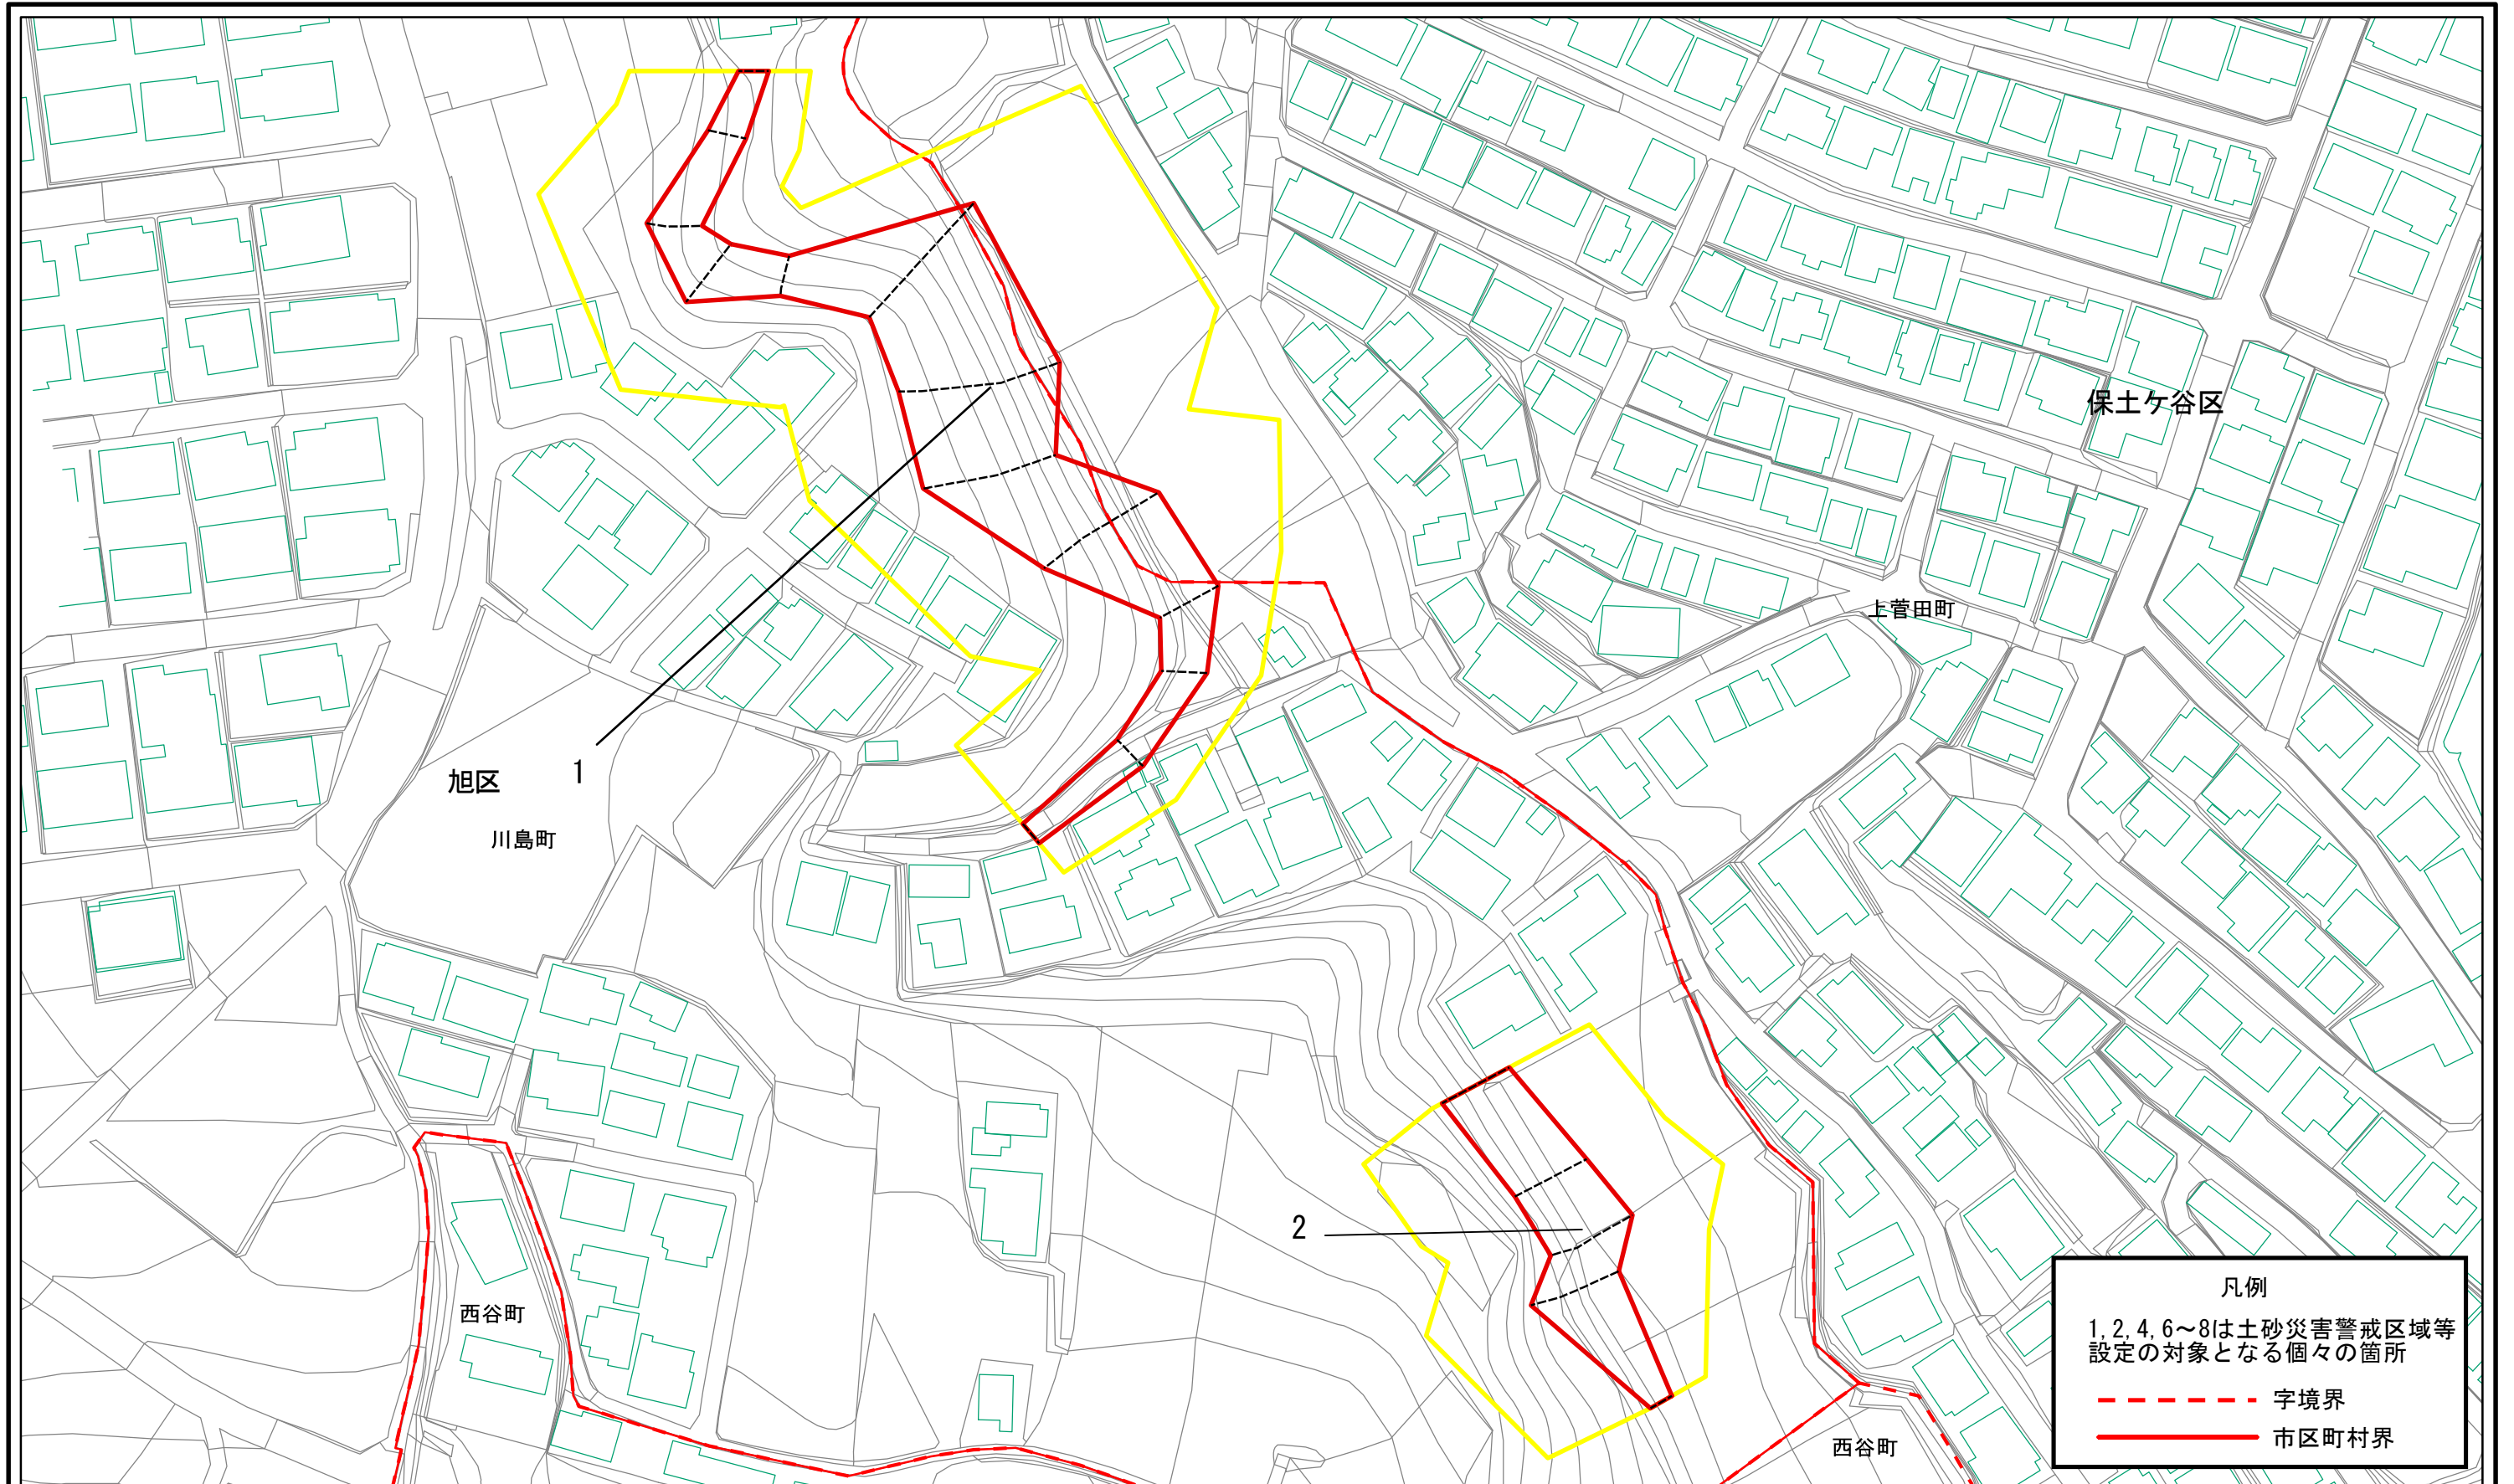 保土ケ谷区
上菅田町
旭区
1
川島町
2
西谷町
西谷町
凡例
1,2,4,6～8は土砂災害警戒区域等
設定の対象となる個々の箇所
字境界
市区町村界